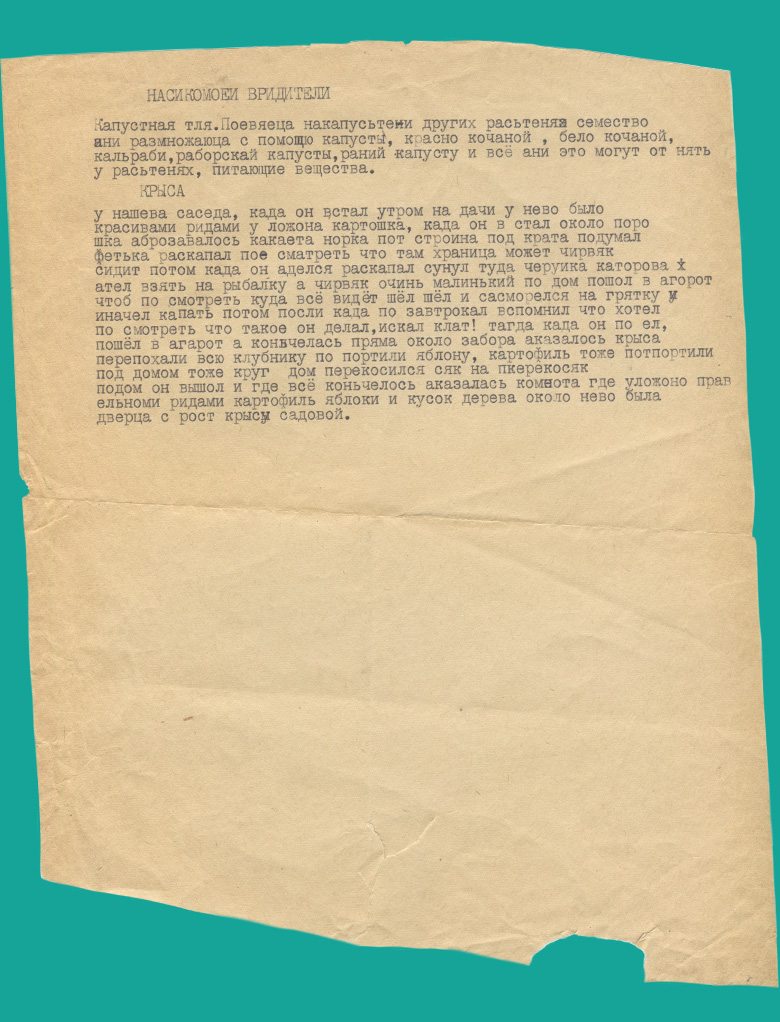 НАСИКОМОЕИ ВРИДИТЕЛИ
Капустная тля.Поевяеца накапусьтени других расьтеняя семество
ани размножаюца с помощю капусты, красно кочаной , бело кочаной,
кальраби,раборскай капусты,раний капусту и всё ани это могут от нять
у расьтенях, питающие вещества.
КРЫСА
у нашева саседа, када он встал утром на дачи у нево было
красивами ридами у ложона картошка, када он в стал около поро
шка аброзавалось какаета норка пот строина под крата подумал
фетька раскапал пое сматреть что там храница может чирвяк
сидит потом када он аделся раскапал сунул туда черуика каторова х
ател взять на рыбалку а чирвяк очинь малинький по дом пошол в агорот
чтоб по смотреть куда всё видёт шёл шёл и сасморелся на грятку и
иначел капать потом посли када по завтрокал вспомнил что хотел
по смотреть что такое он делал,искал клат! тагда када он по ел,
пошёл в агарот а коньчелась пряма около забора аказалось крыса
перепохали всю клубнику по портили яблону, картофиль тоже потпортили
под домом тоже круг дом перекосился сяк на пкерекосяк
подом он вышол и где всё коньчелось аказалась комнота где уложоно прав
ельноми ридами картофиль яблоки и кусок дерева около нево была
дверца с рост крысы садовой.